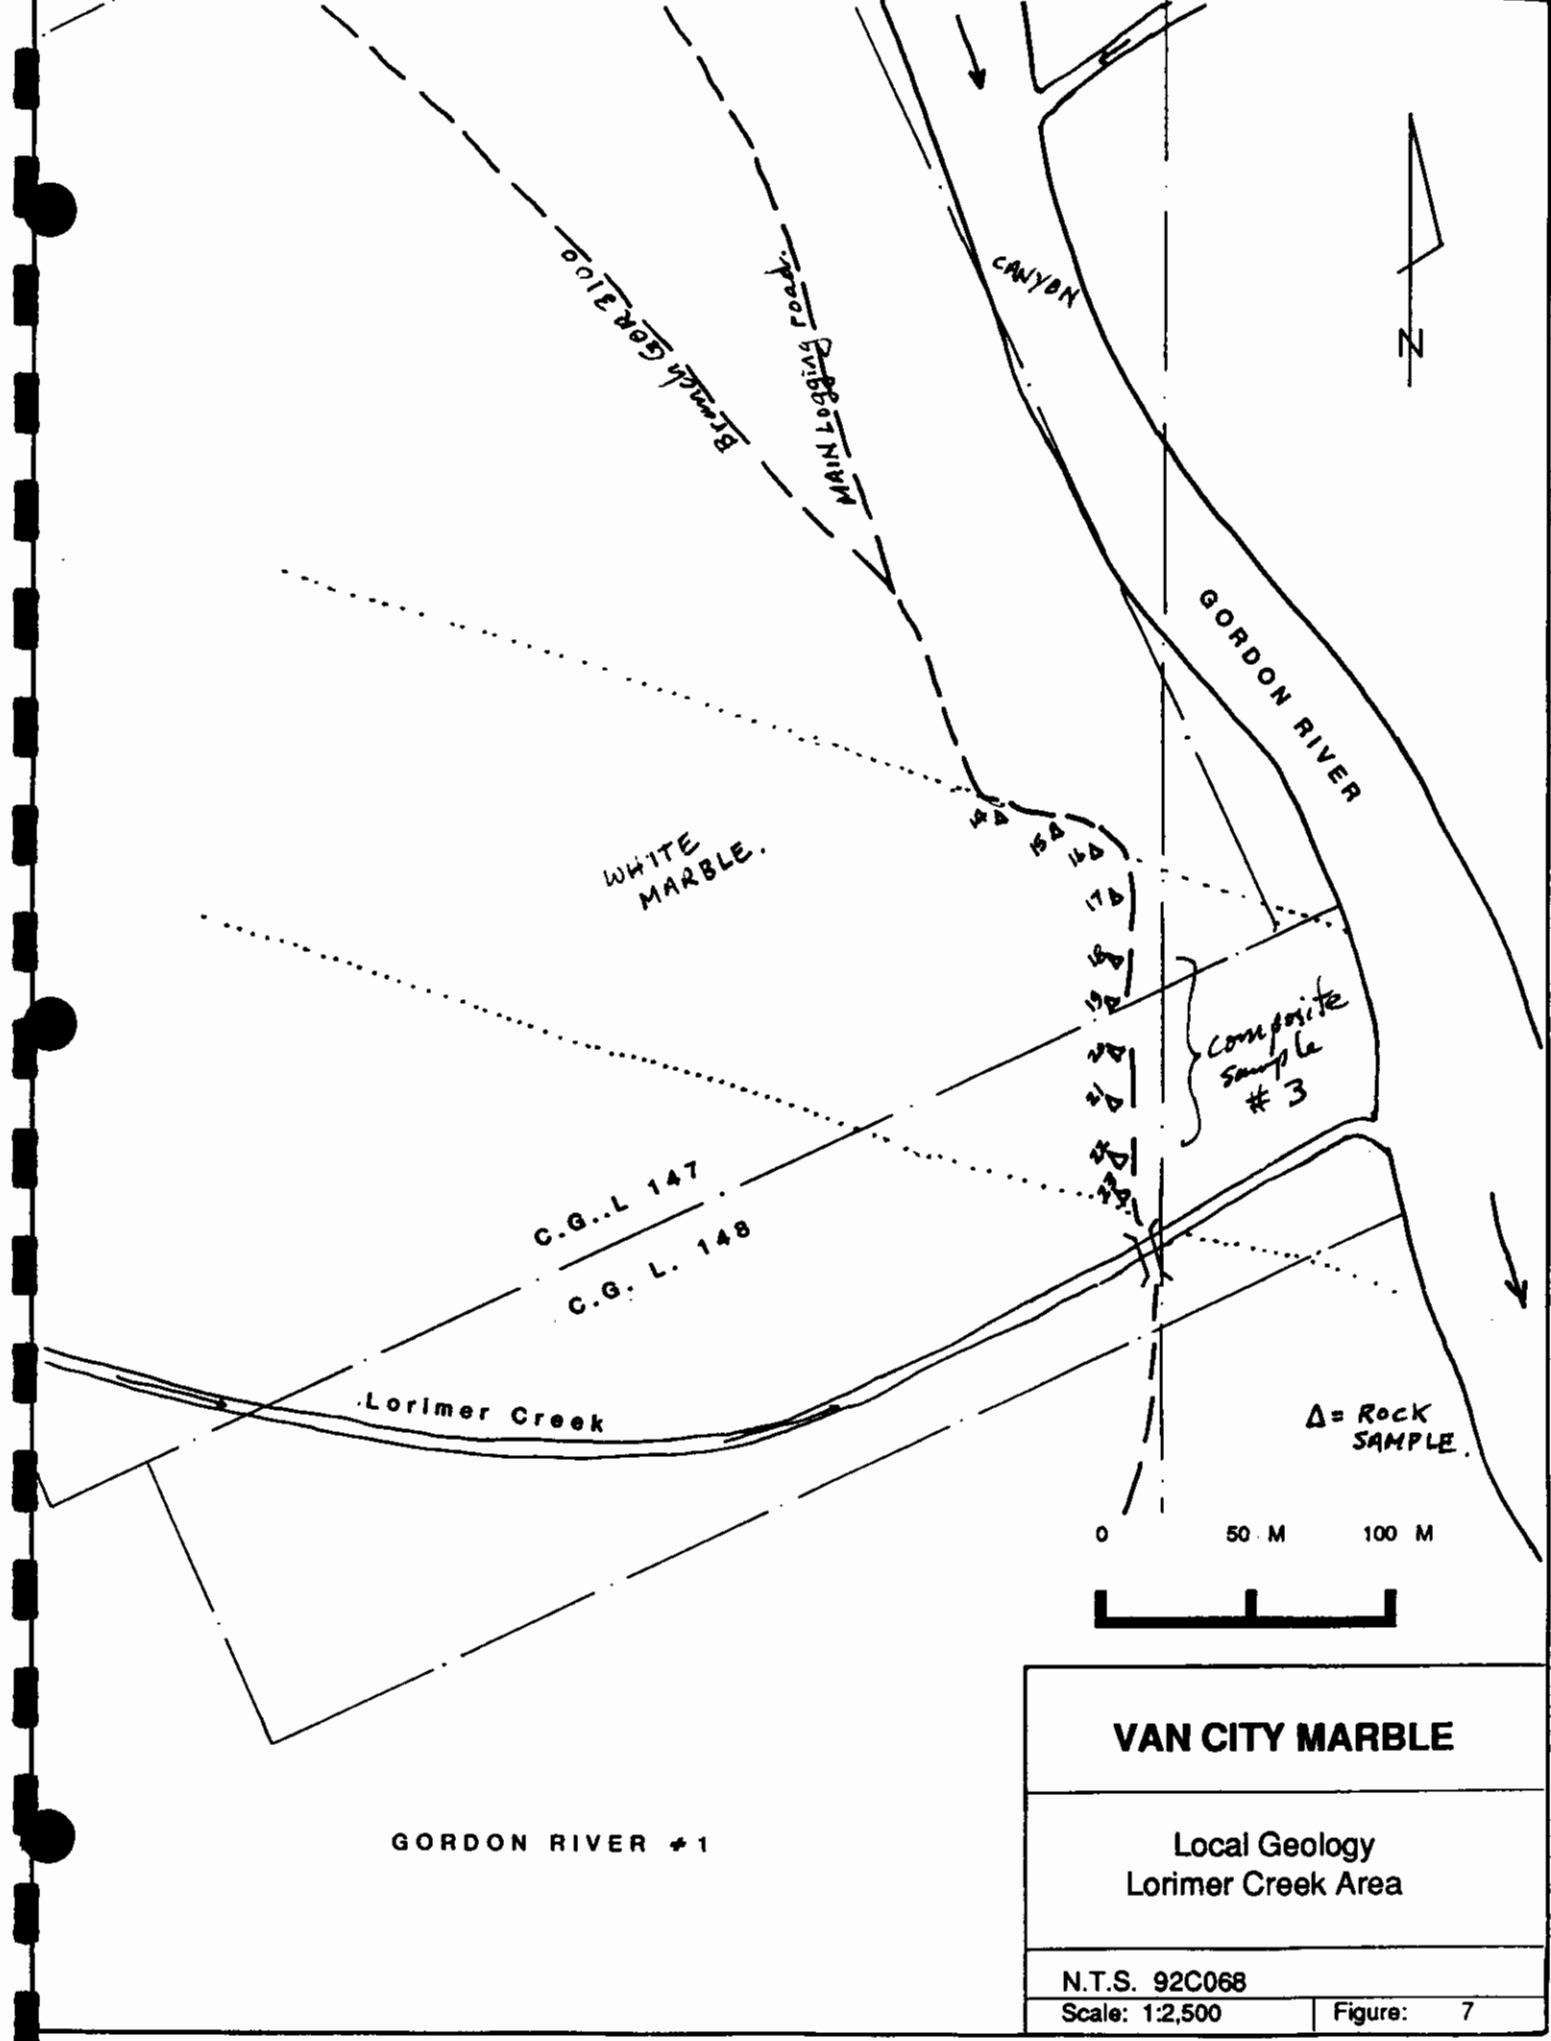 CANYON
N
Branch GOR 3100
MAIN Logging road.
GORDON RIVER
WHITE
MARBLE.
14
15
16
17
18
19
20
21
22
23
composite
sample
# 3
C.G..L 147
C.G. L. 148
Lorimer Creek
Δ = ROCK
SAMPLE.
0 50 M 100 M
VAN CITY MARBLE
Local Geology
Lorimer Creek Area
GORDON RIVER #1
N.T.S. 92C068
Scale: 1:2,500 Figure: 7